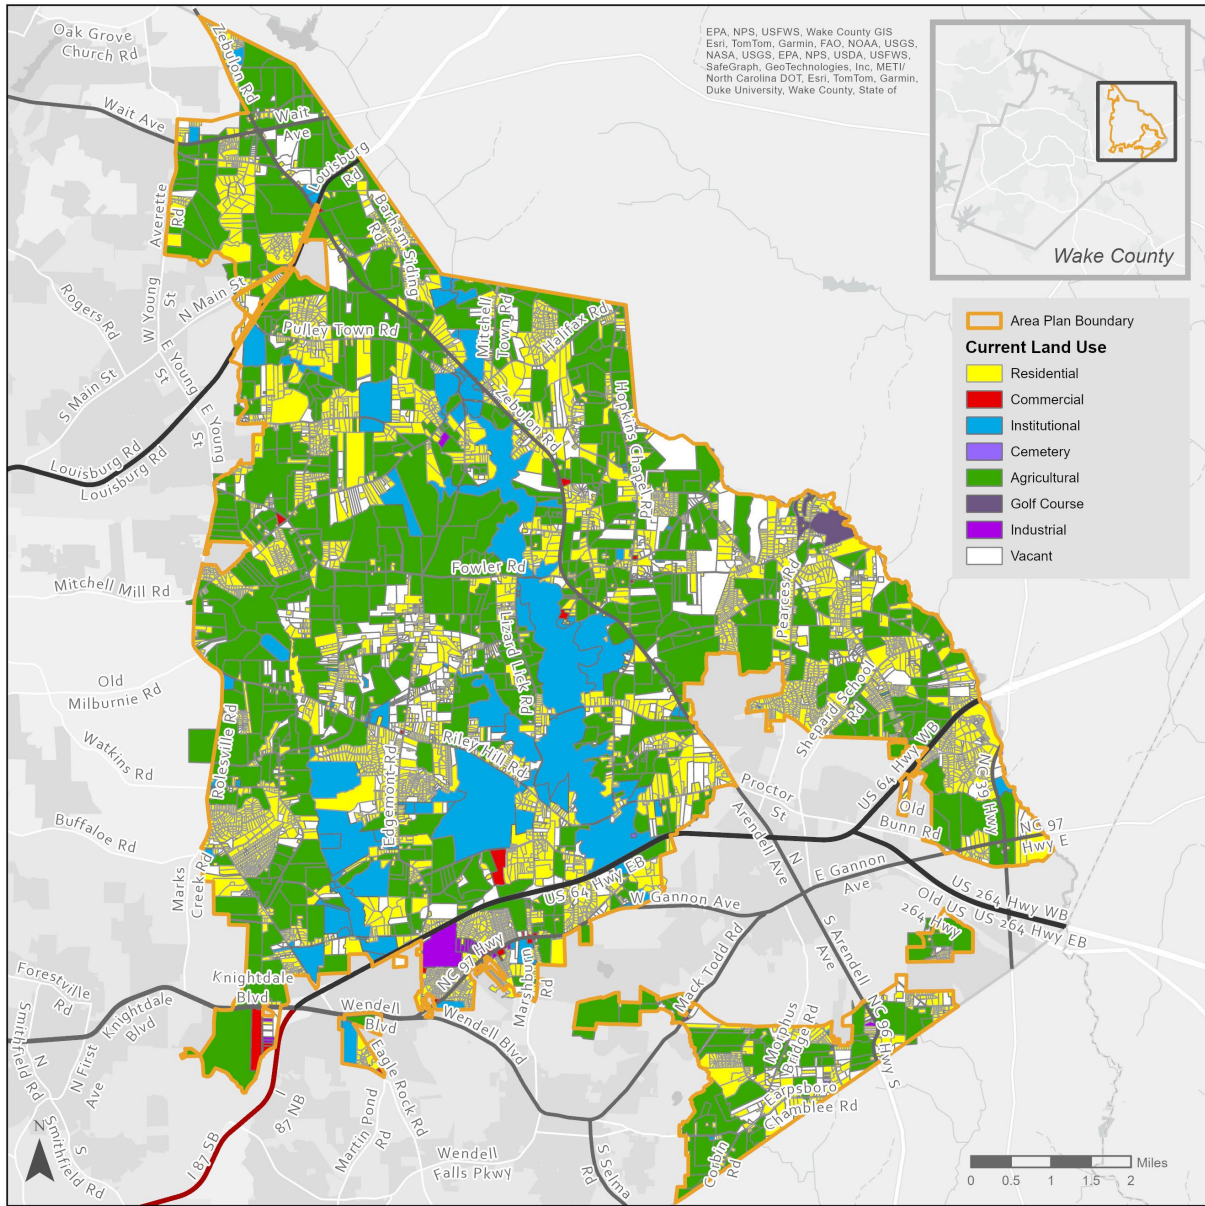 Oak Grove
Church Rd
Zebulon Rd
EPA, NPS, USFWS, Wake County GIS
Esri, TomTom, Garmin, FAO, NOAA, USGS,
NASA, USGS, EPA, NPS, USDA, USFWS,
SafeGraph, GeoTechnologies, Inc, METI/
North Carolina DOT, Esri, TomTom, Garmin,
Duke University, Wake County, State of
Wake County
Wait Ave
Wait
Ave
Louisburg
Rd
Averette
Rd
Barham Siding
Rd
Area Plan Boundary
Current Land Use
Residential
Commercial
Institutional
Cemetery
Agricultural
Golf Course
Industrial
Vacant
Rogers Rd
W Young
St
N Main St
Pulley Town Rd
Mitchell
Town Rd
Halifax Rd
S Main St
E Young
St
E Young
St
Zebulon Rd
Hopkins Chapel Rd
Louisburg Rd
Louisburg Rd
Mitchell Mill Rd
Fowler Rd
Pearces Rd
Lizard Lick Rd
Old
Milburnie Rd
Watkins Rd
Rolesville Rd
Riley Hill Rd
Edgemont Rd
Shepard School
Rd
US 64 Hwy WB
NC 39 Hwy
Buffaloe Rd
Proctor
St
Old
Bunn Rd
NC 97
Hwy E
Marks
Creek Rd
US 64 Hwy EB
N
Arendell Ave
E Gannon
Ave
W Gannon Ave
US 264 Hwy WB
US 264 Hwy EB
Old US
264 Hwy
NC 97 Hwy
Marshburn
Rd
Mack Todd Rd
S Arendell
Ave
Forestville
Rd
Knightdale
Blvd
Knightdale
Blvd
Wendell
Blvd
Wendell Blvd
NC 96 Hwy S
Smithfield Rd
N
N First
Ave
Eagle Rock Rd
Morphus
Bridge Rd
Earpsboro
Chamblee Rd
I
87 NB
I 87 SB
Martin Pond
Rd
Wendell
Falls Pkwy
S Selma
Rd
Corbin
Rd
S
Smithfield Rd
N
Miles
0 0.5 1 1.5 2